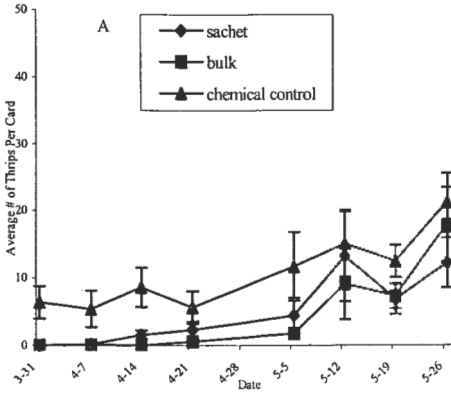 A
sachet
bulk
chemical control
Average # of Thrips Per Card
50
40
30
20
10
0
3-31
4-7
4-14
4-21
4-28
5-5
5-12
5-19
5-26
Date